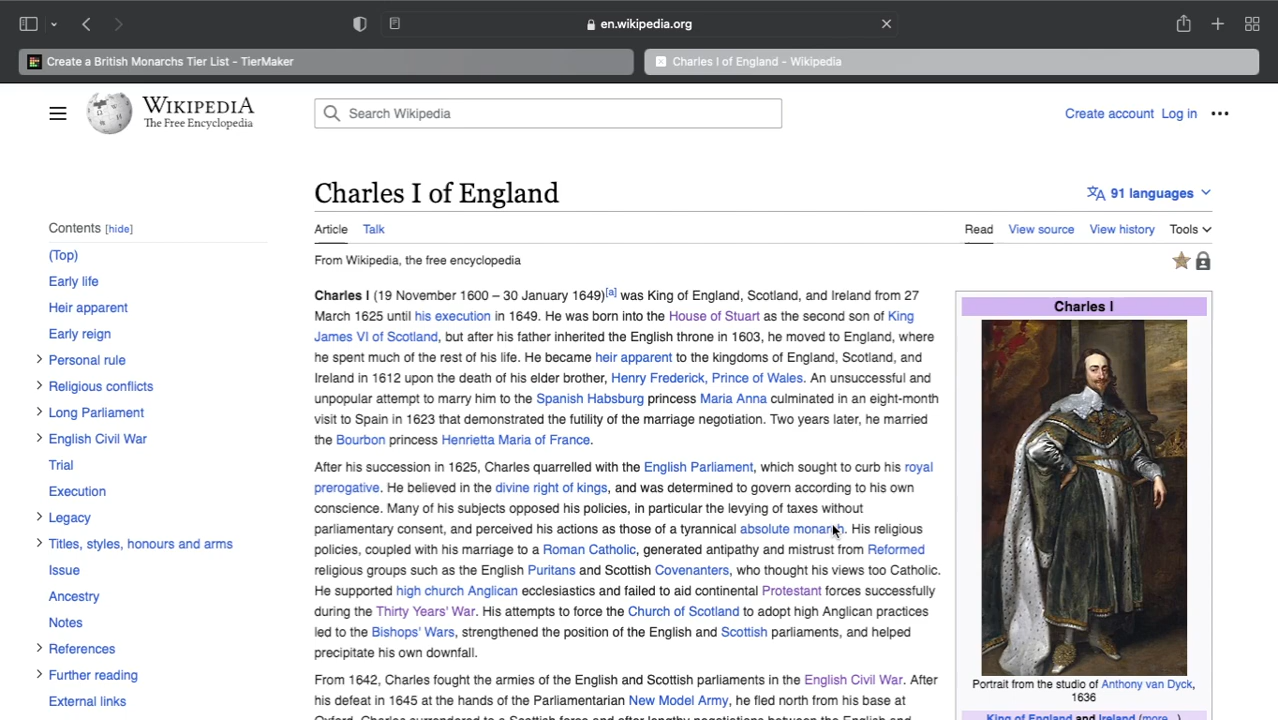 en.wikipedia.org
Create a British Monarchs Tier List - TierMaker
Charles I of England - Wikipedia
WIKIPEDIA
The Free Encyclopedia
Search Wikipedia
Create account Log in
Charles I of England
91 languages
Contents [hide]
(Top)
Early life
Heir apparent
Early reign
Personal rule
Religious conflicts
Long Parliament
English Civil War
Trial
Execution
Legacy
Titles, styles, honours and arms
Issue
Ancestry
Notes
References
Further reading
External links
Article Talk
Read View source View history Tools
From Wikipedia, the free encyclopedia
Charles I (19 November 1600 – 30 January 1649)[a] was King of England, Scotland, and Ireland from 27
March 1625 until his execution in 1649. He was born into the House of Stuart as the second son of King
James VI of Scotland, but after his father inherited the English throne in 1603, he moved to England, where
he spent much of the rest of his life. He became heir apparent to the kingdoms of England, Scotland, and
Ireland in 1612 upon the death of his elder brother, Henry Frederick, Prince of Wales. An unsuccessful and
unpopular attempt to marry him to the Spanish Habsburg princess Maria Anna culminated in an eight-month
visit to Spain in 1623 that demonstrated the futility of the marriage negotiation. Two years later, he married
the Bourbon princess Henrietta Maria of France.
After his succession in 1625, Charles quarrelled with the English Parliament, which sought to curb his royal
prerogative. He believed in the divine right of kings, and was determined to govern according to his own
conscience. Many of his subjects opposed his policies, in particular the levying of taxes without
parliamentary consent, and perceived his actions as those of a tyrannical absolute monarch. His religious
policies, coupled with his marriage to a Roman Catholic, generated antipathy and mistrust from Reformed
religious groups such as the English Puritans and Scottish Covenanters, who thought his views too Catholic.
He supported high church Anglican ecclesiastics and failed to aid continental Protestant forces successfully
during the Thirty Years' War. His attempts to force the Church of Scotland to adopt high Anglican practices
led to the Bishops' Wars, strengthened the position of the English and Scottish parliaments, and helped
precipitate his own downfall.
From 1642, Charles fought the armies of the English and Scottish parliaments in the English Civil War. After
his defeat in 1645 at the hands of the Parliamentarian New Model Army, he fled north from his base at
Oxford. Charles surrendered to a Scottish force and after lengthy negotiations between the English and
Charles I
Portrait from the studio of Anthony van Dyck,
1636
King of England and Ireland (more...)